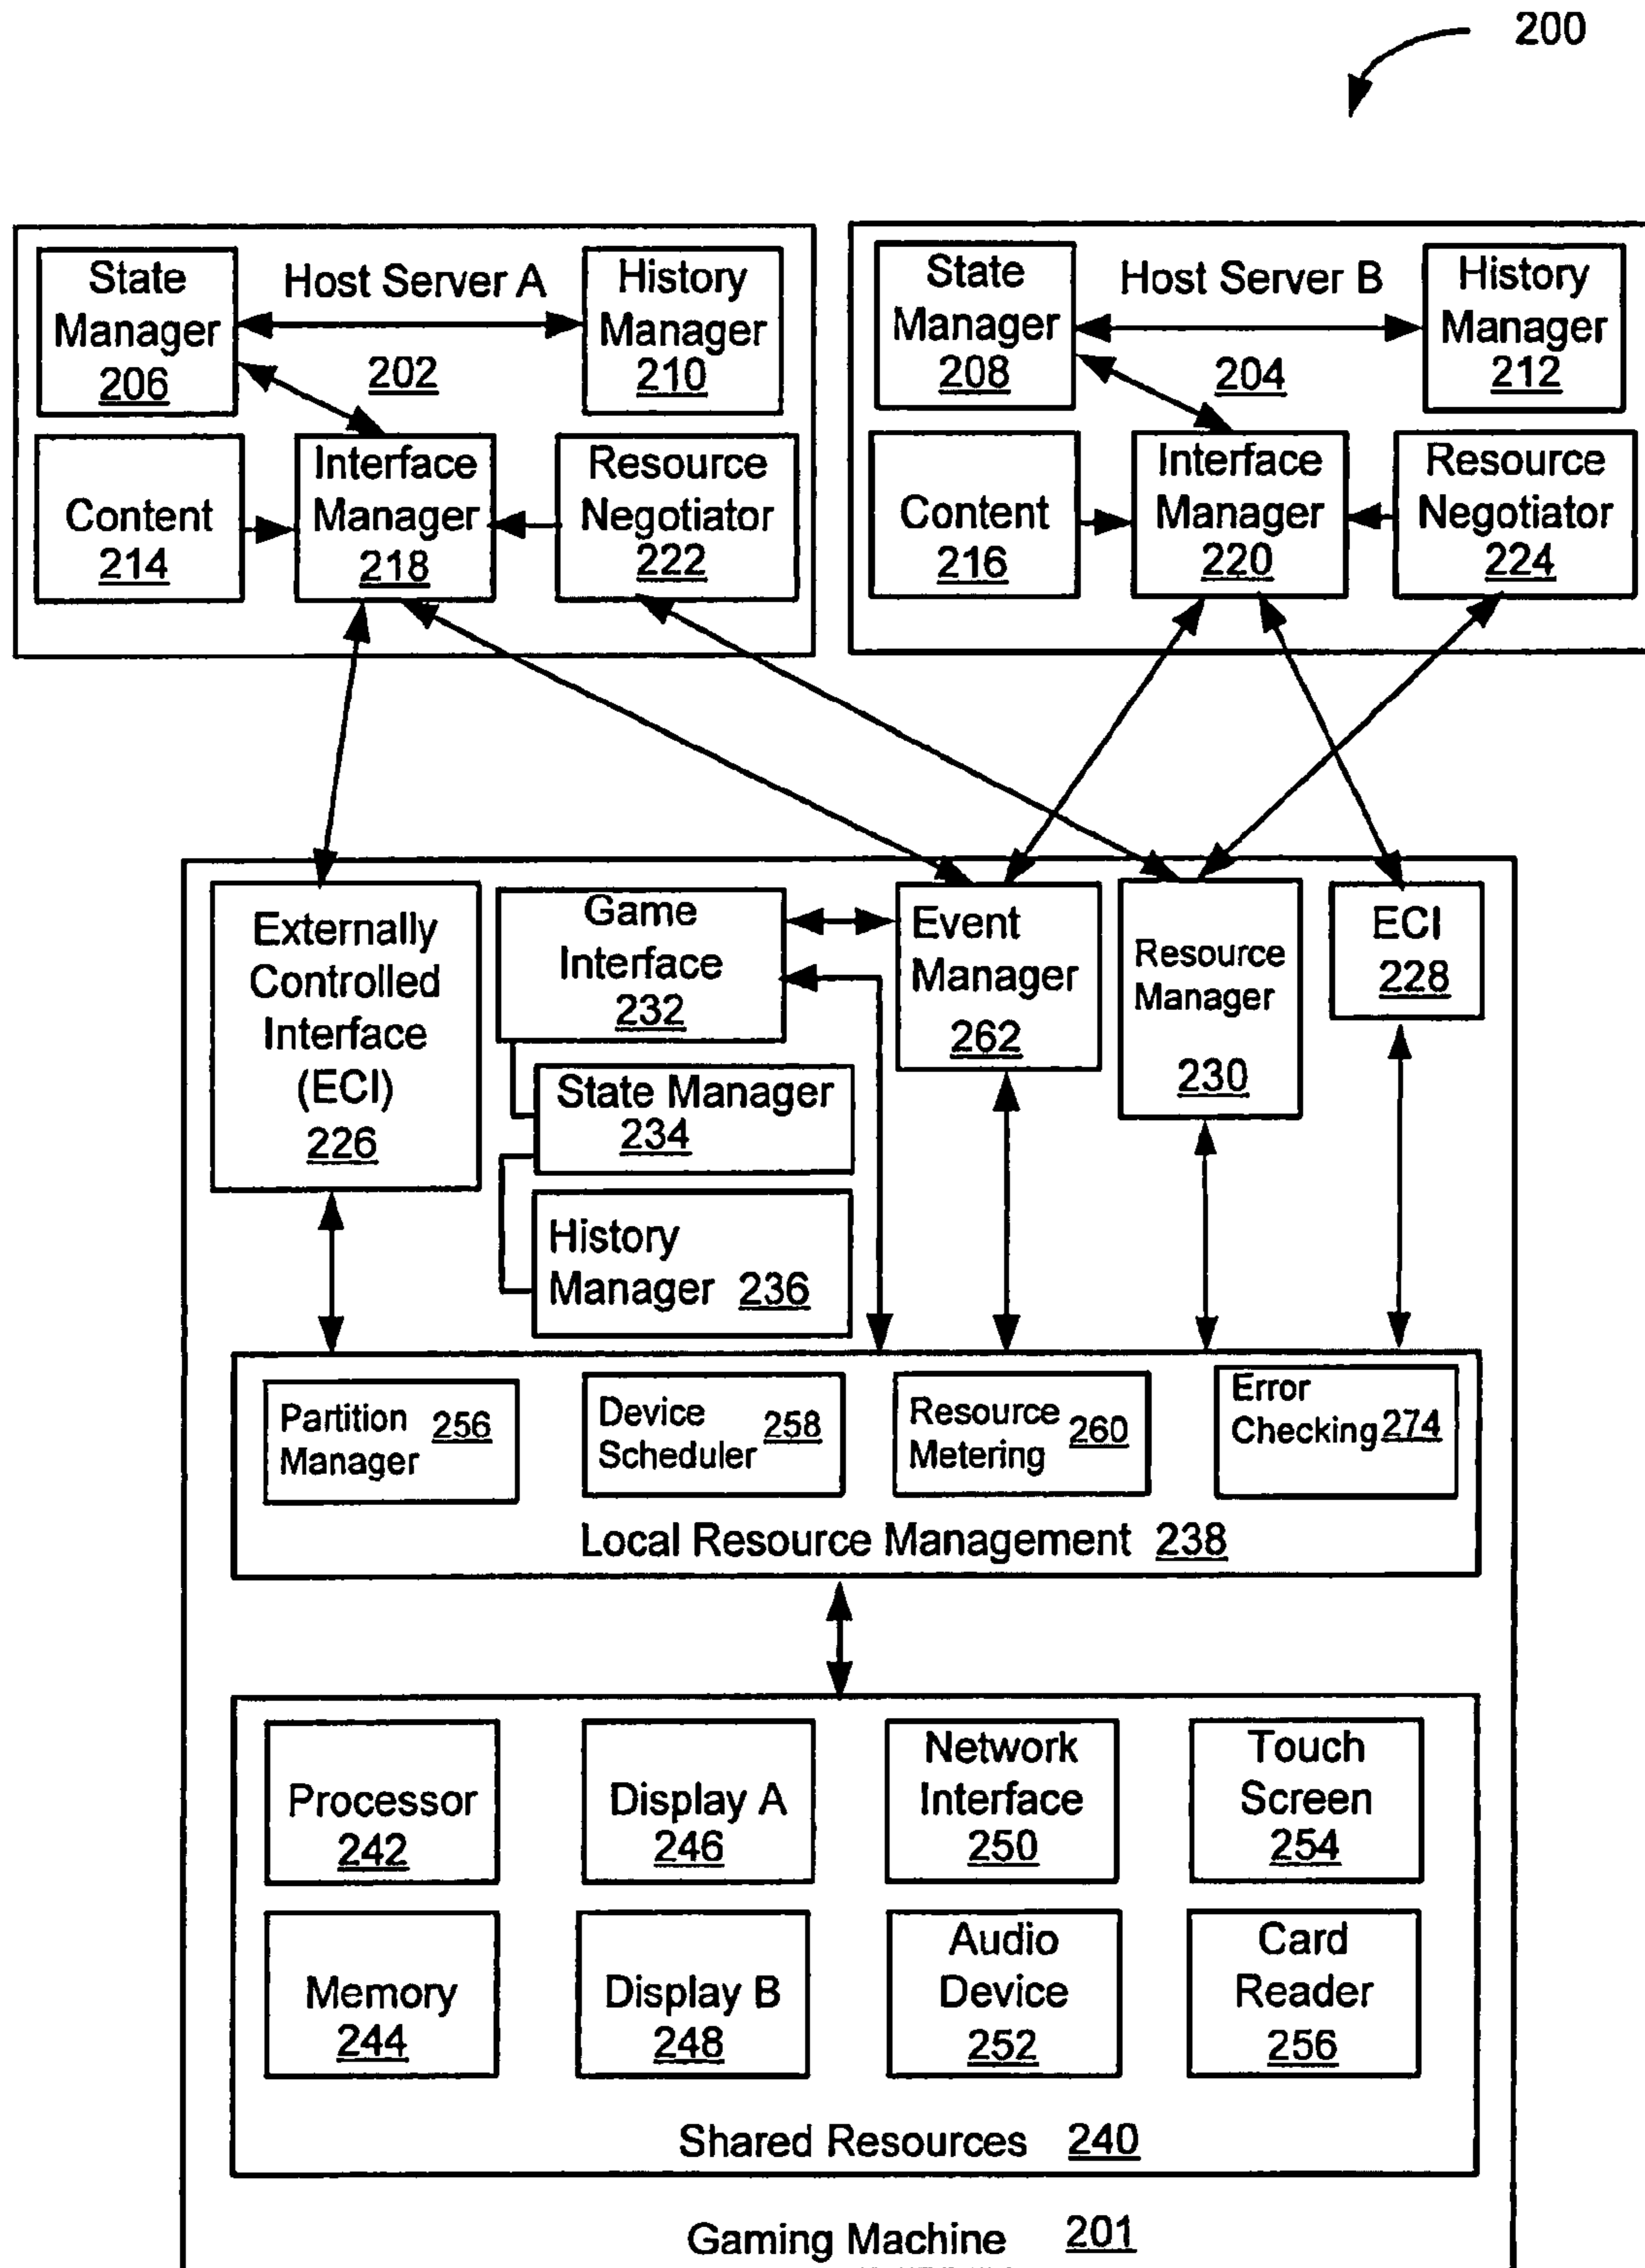 200
State
Manager
206
Host Server A
202
History
Manager
210
Content
214
Interface
Manager
218
Resource
Negotiator
222
State
Manager
208
Host Server B
204
History
Manager
212
Content
216
Interface
Manager
220
Resource
Negotiator
224
Externally
Controlled
Interface
(ECI)
226
Game
Interface
232
State Manager
234
History
Manager 236
Event
Manager
262
Resource
Manager
230
ECI
228
Partition 256
Manager
Device 258
Scheduler
Resource 260
Metering
Error
Checking 274
Local Resource Management 238
Processor
242
Display A
246
Network
Interface
250
Touch
Screen
254
Memory
244
Display B
248
Audio
Device
252
Card
Reader
256
Shared Resources 240
Gaming Machine 201